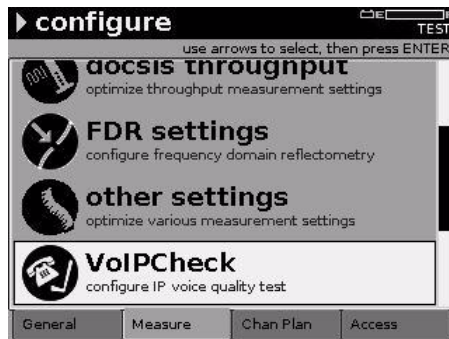 configure
E
TEST
use arrows to select, then press ENTER
docsis throughput
optimize throughput measurement settings
FDR settings
configure frequency domain reflectometry
other settings
optimize various measurement settings
VoIPCheck
configure IP voice quality test
General Measure Chan Plan Access